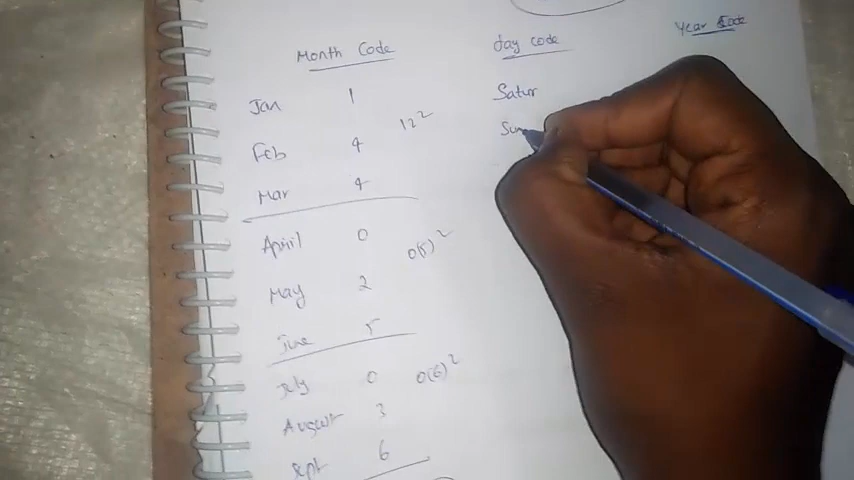 Month Code
day code
Year Code
Jan 1
Satur
12²
Sun
Feb 4
Mar 4
April 0
0(5)²
May 2
June 5
July 0
0(6)²
August 3
Sept 6